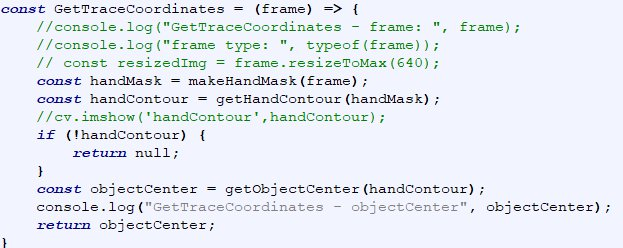 const GetTraceCoordinates = (frame) => {
    //console.log("GetTraceCoordinates - frame: ", frame);
    //console.log("frame type: ", typeof(frame));
    // const resizedImg = frame.resizeToMax(640);
    const handMask = makeHandMask(frame);
    const handContour = getHandContour(handMask);
    //cv.imshow('handContour',handContour);
    if (!handContour) {
        return null;
    }
    const objectCenter = getObjectCenter(handContour);
    console.log("GetTraceCoordinates - objectCenter", objectCenter);
    return objectCenter;
}